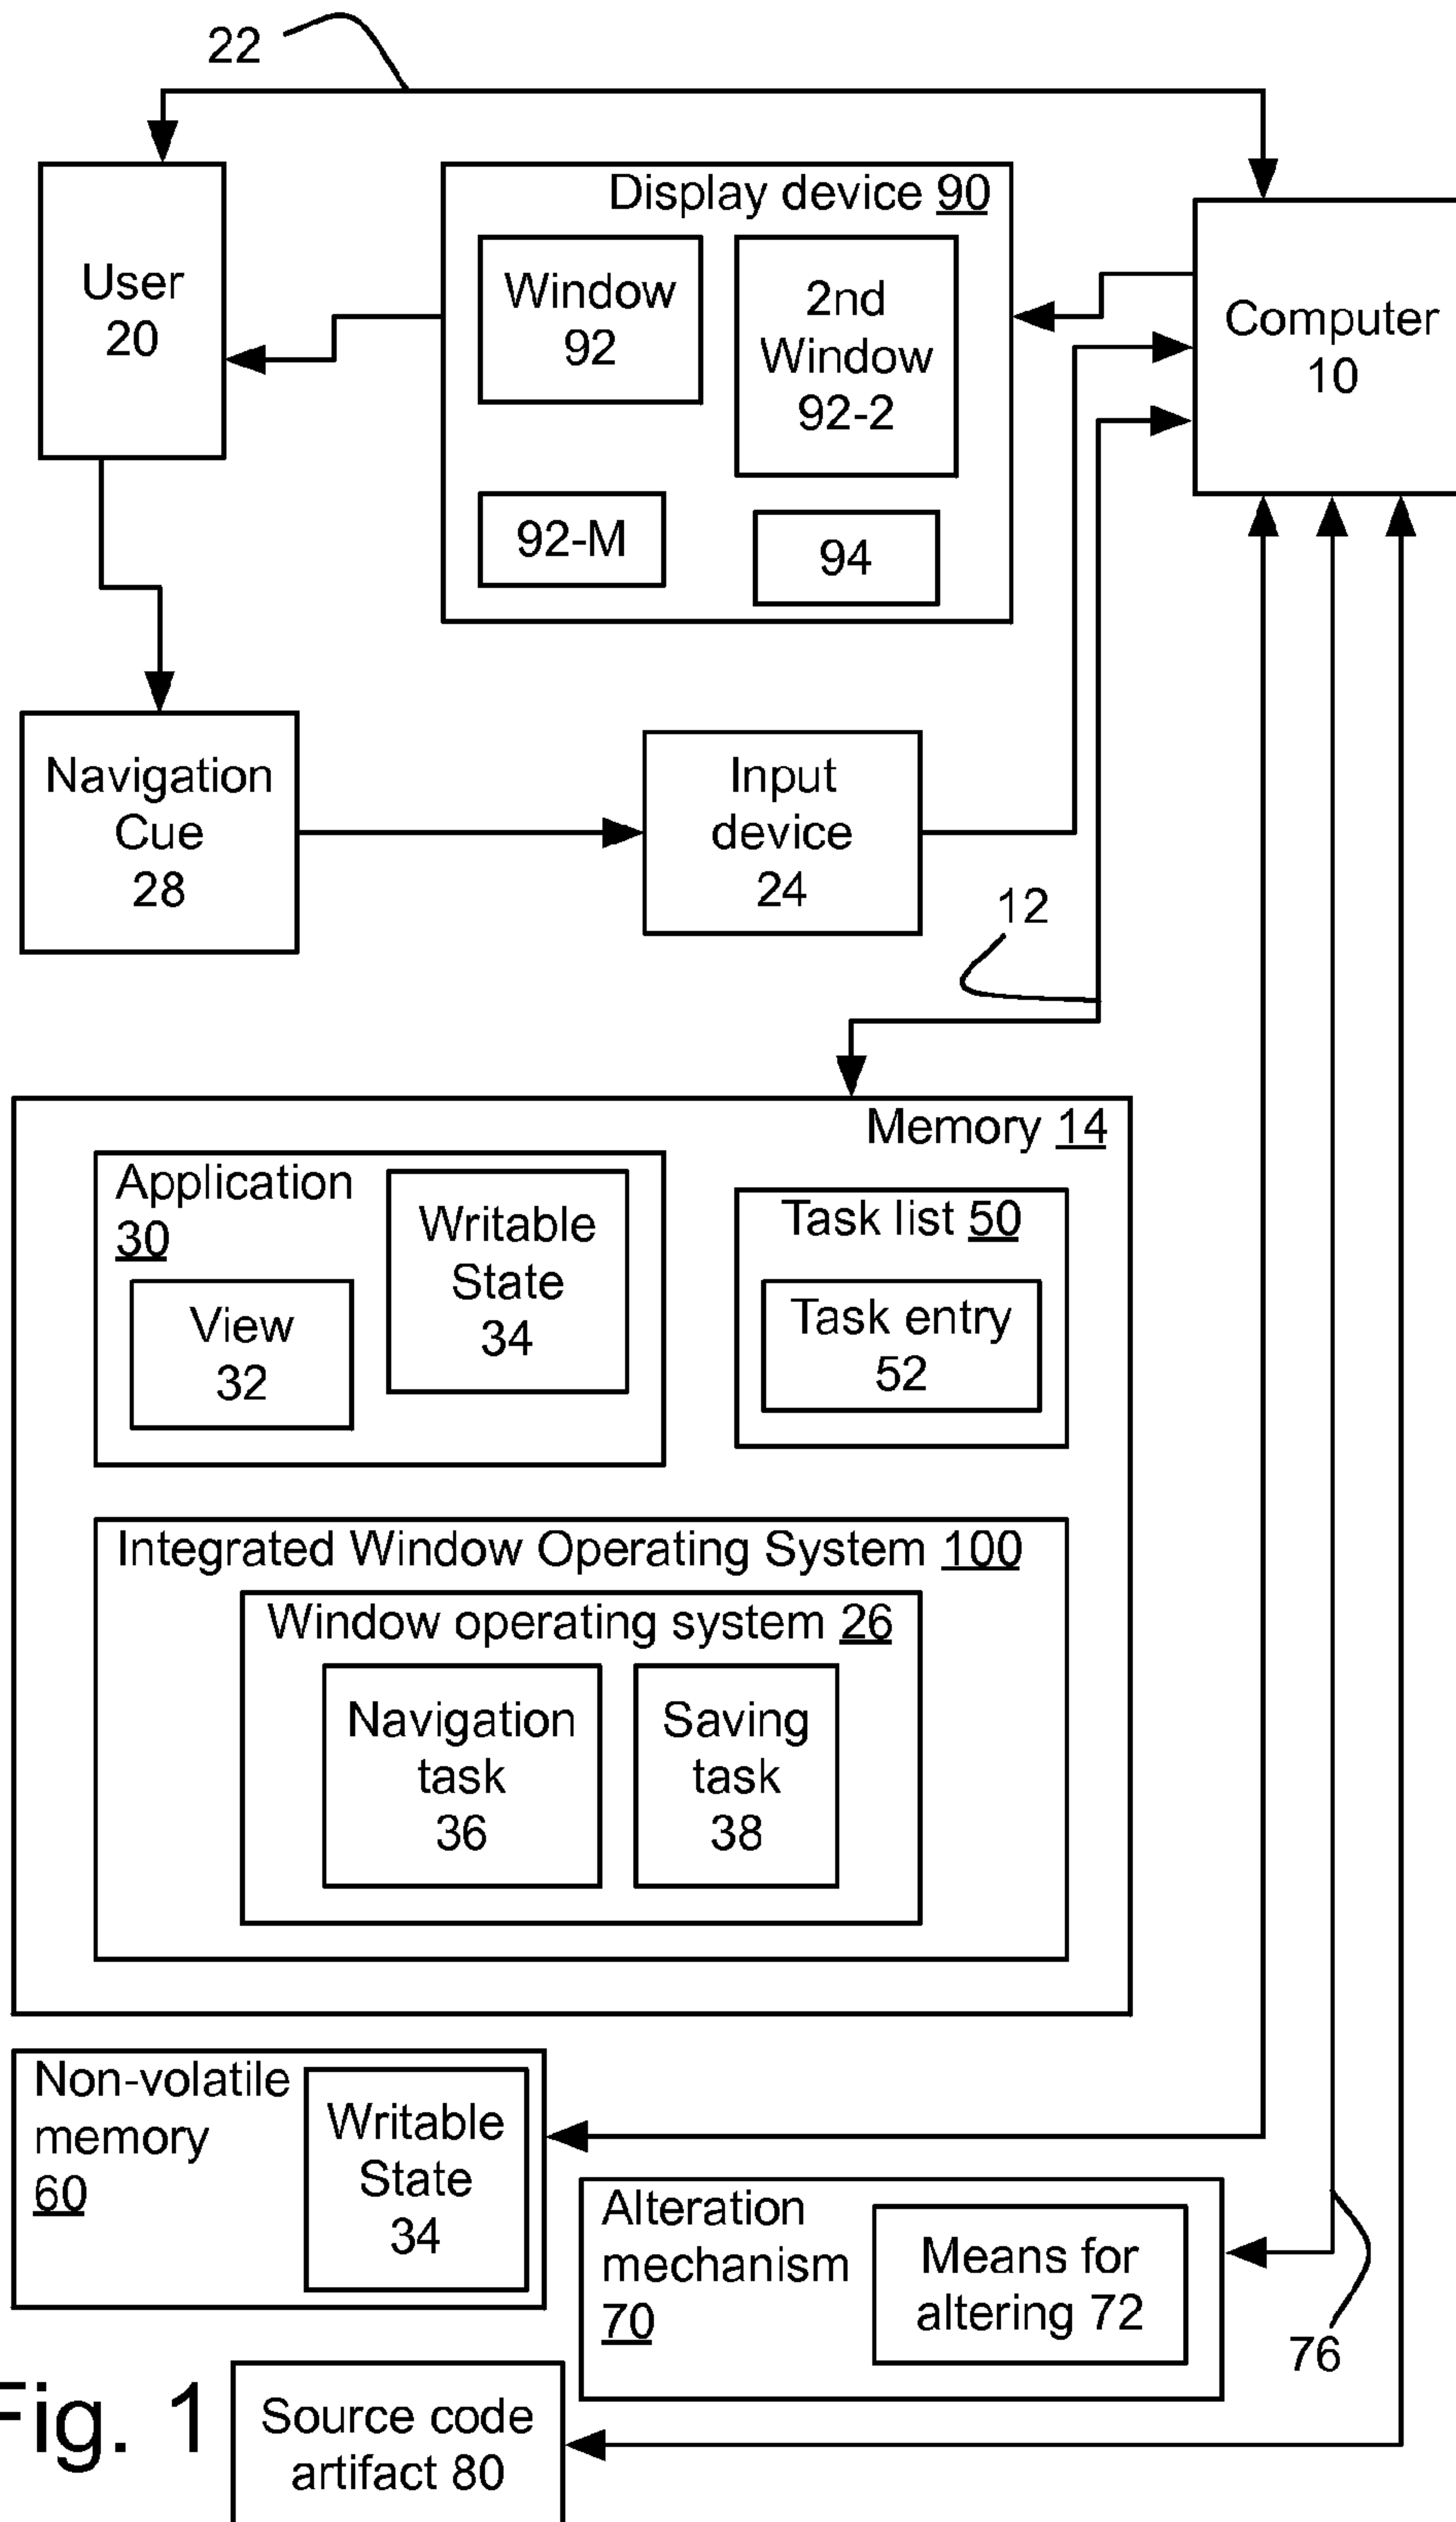 22
Display device 90
User
20
Window
92
2nd
Window
92-2
92-M
94
Computer
10
Navigation
Cue
28
Input
device
24
12
Memory 14
Application
30
Writable
State
34
View
32
Task list 50
Task entry
52
Integrated Window Operating System 100
Window operating system 26
Navigation
task
36
Saving
task
38
Non-volatile
memory
60
Writable
State
34
Alteration
mechanism
70
Means for
altering 72
76
Fig. 1
Source code
artifact 80